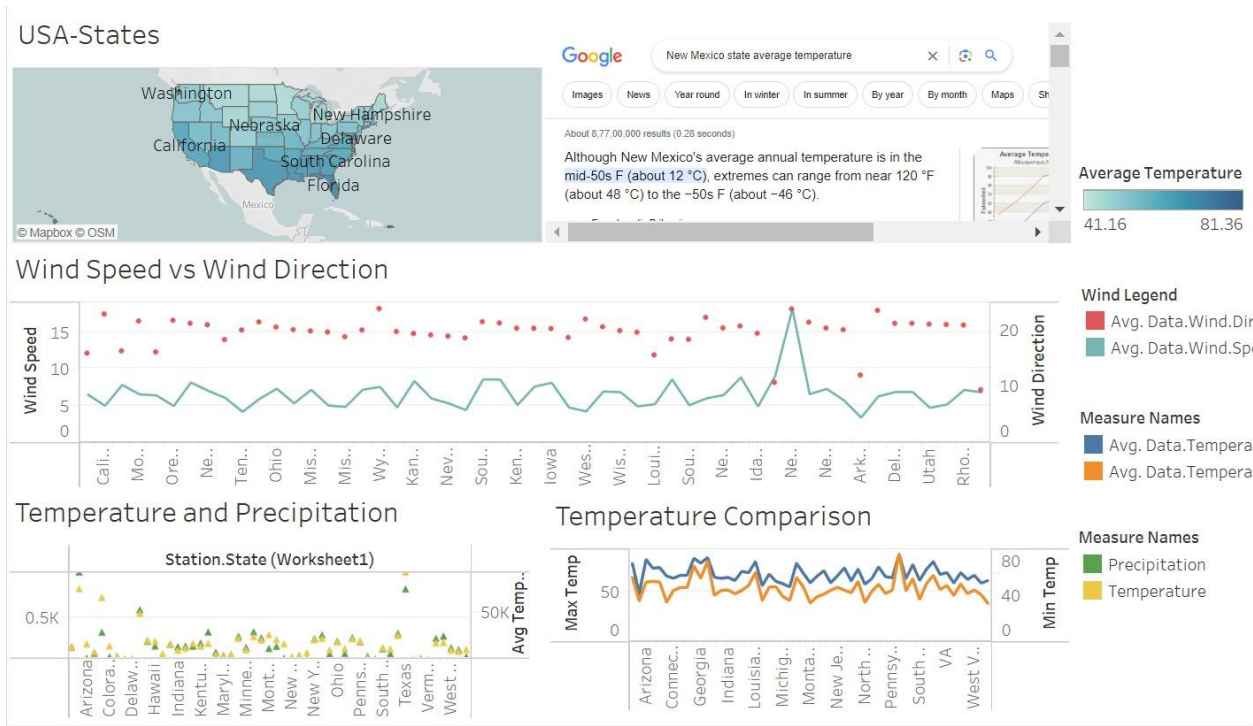 USA-States
Washington
New Hampshire
Nebraska
Delaware
California
South Carolina
Florida
Mexico
© Mapbox © OSM
Google
New Mexico state average temperature
Images
News
Year round
In winter
In summer
By year
By month
Maps
Sh
About 8,77,00,000 results (0.28 seconds)
Although New Mexico's average annual temperature is in the
mid-50s F (about 12 °C), extremes can range from near 120 °F
(about 48 °C) to the −50s F (about −46 °C).
Average Tempe
Fahrenheit
Average Temperature
41.16 81.36
Wind Speed vs Wind Direction
Wind Speed
15
10
5
0
20
10
0
Wind Direction
Cali..
Mo..
Ore..
Ne..
Ten..
Ohio
Mis..
Mis..
Wy..
Kan..
Nev..
Sou..
Ken..
Iowa
Wes..
Wis..
Loui..
Sou..
Ne..
Ida..
Ne..
Ne..
Ark..
Del..
Utah
Rho..
Wind Legend
Avg. Data.Wind.Dir
Avg. Data.Wind.Spe
Measure Names
Avg. Data.Tempera
Avg. Data.Tempera
Temperature and Precipitation
Station.State (Worksheet1)
0.5K
50K
Avg Temp..
Arizona
Colora..
Delaw..
Hawaii
Indiana
Kentu..
Maryl..
Minne..
Mont..
New ..
New Y..
Ohio
Penns..
South ..
Texas
Verm..
West ..
Temperature Comparison
Max Temp
50
0
80
40
0
Min Temp
Arizona
Connec..
Georgia
Indiana
Louisia..
Michig..
Monta..
New Je..
North ..
Pennsy..
South ..
VA
West V..
Measure Names
Precipitation
Temperature